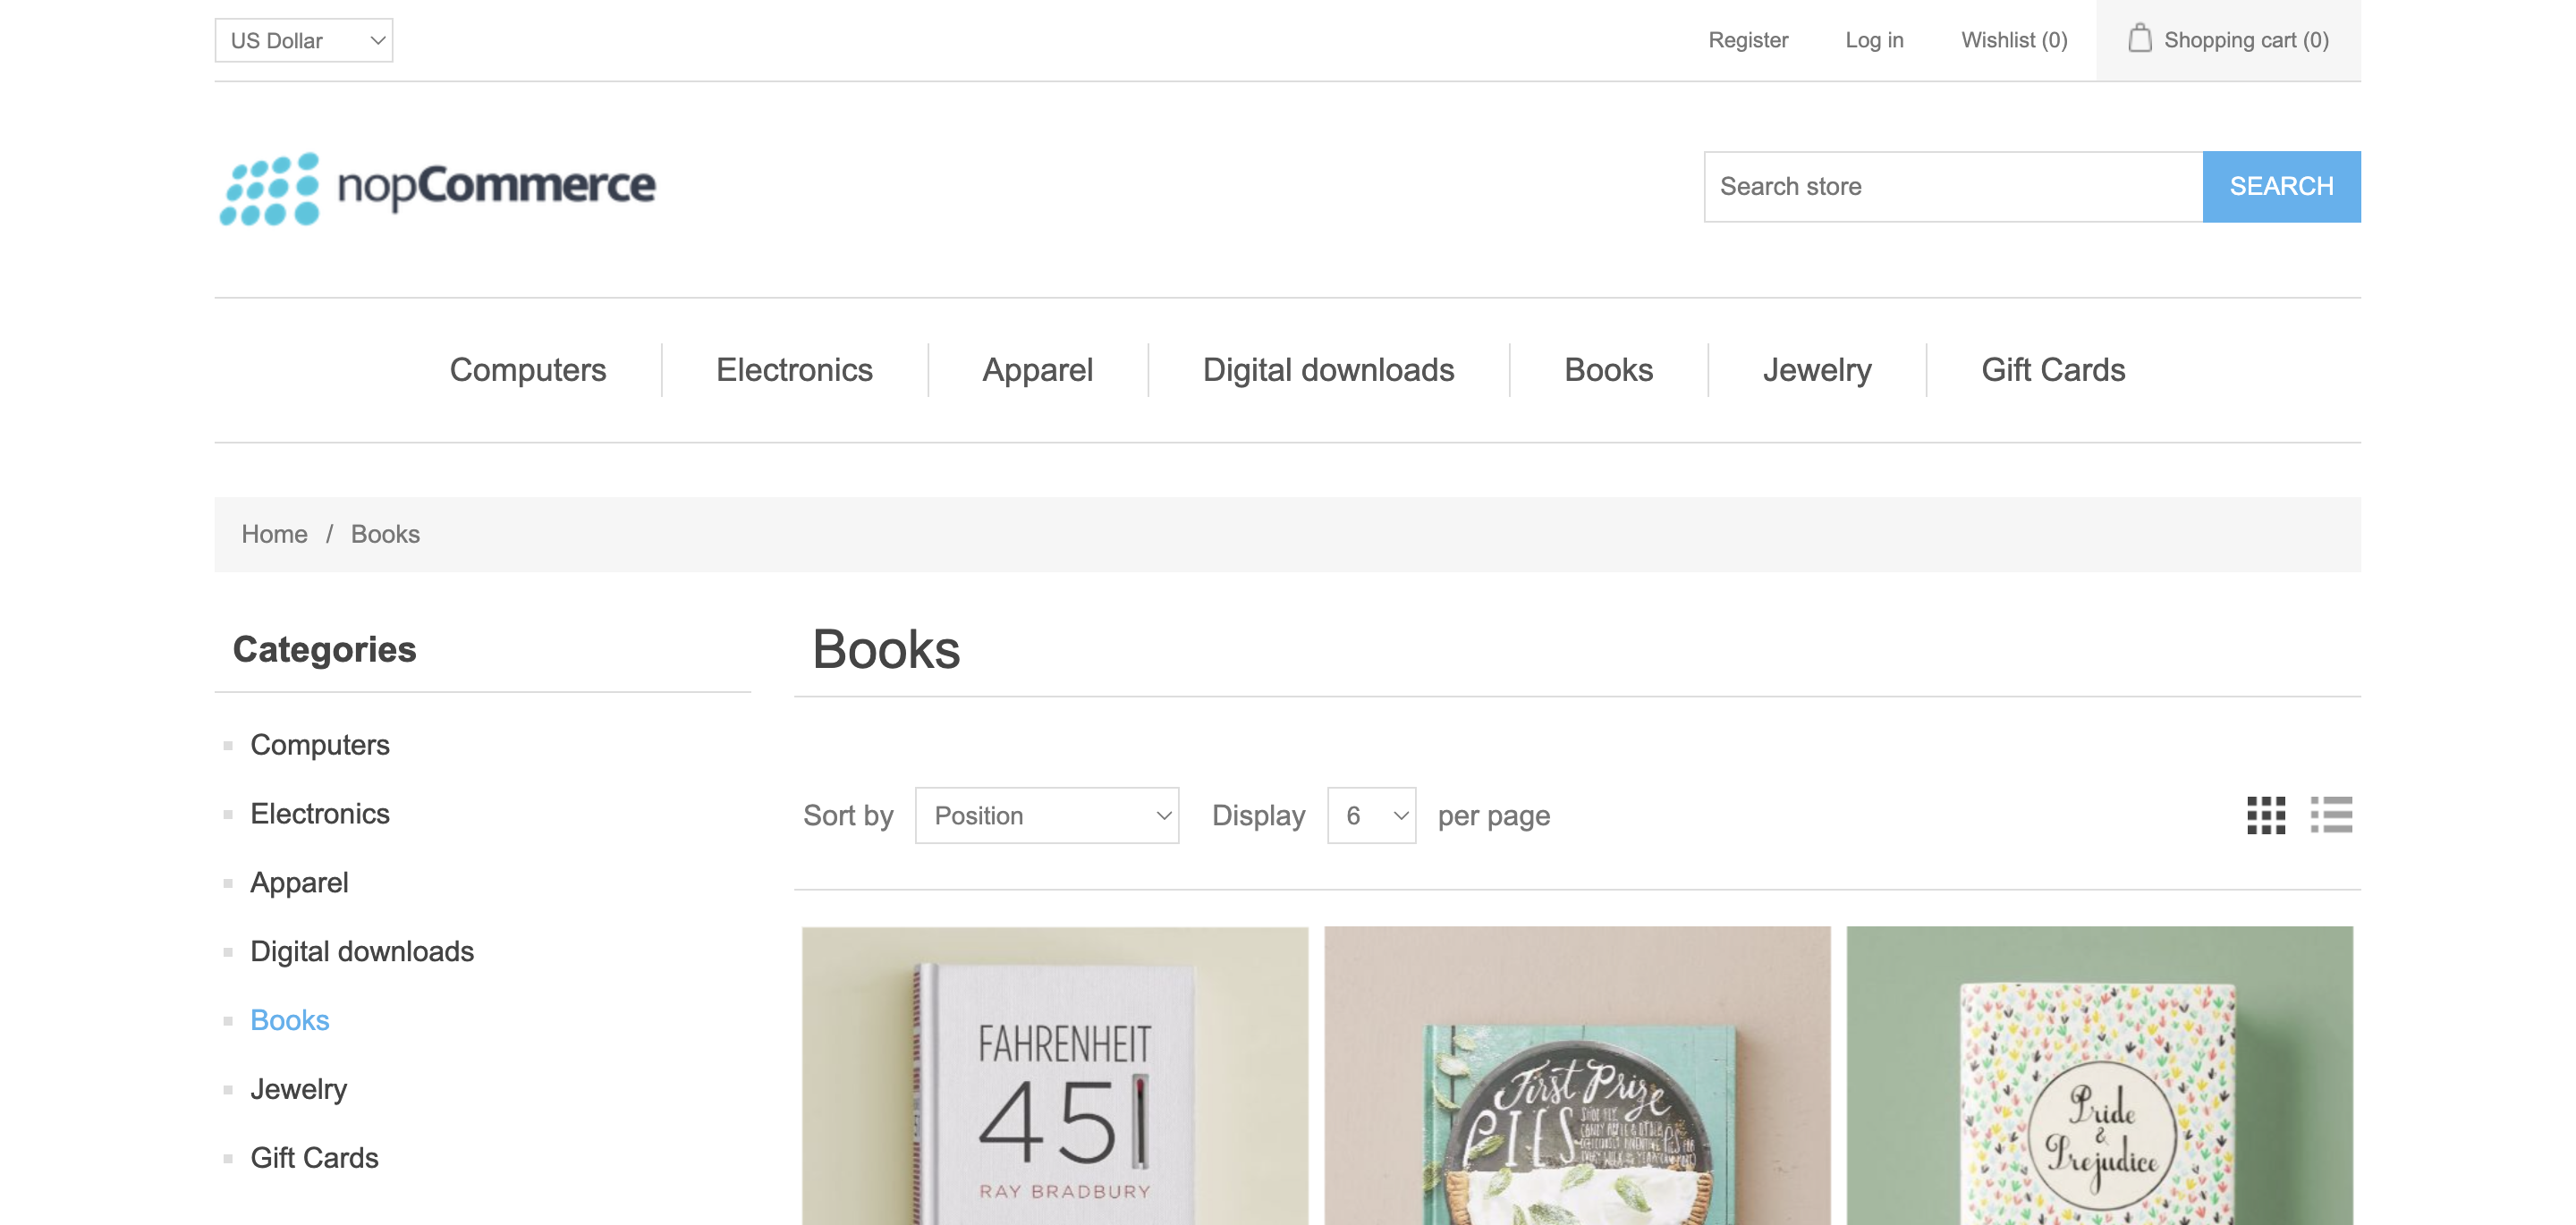 US Dollar
Register
Log in
Wishlist (0)
Shopping cart (0)
nopCommerce
Search store
SEARCH
Computers
Electronics
Apparel
Digital downloads
Books
Jewelry
Gift Cards
Home / Books
Categories
Computers
Electronics
Apparel
Digital downloads
Books
Jewelry
Gift Cards
Books
Sort by Position Display 6 per page
FAHRENHEIT
451
RAY BRADBURY
First Prize
PIES
Pride
&
Prejudice